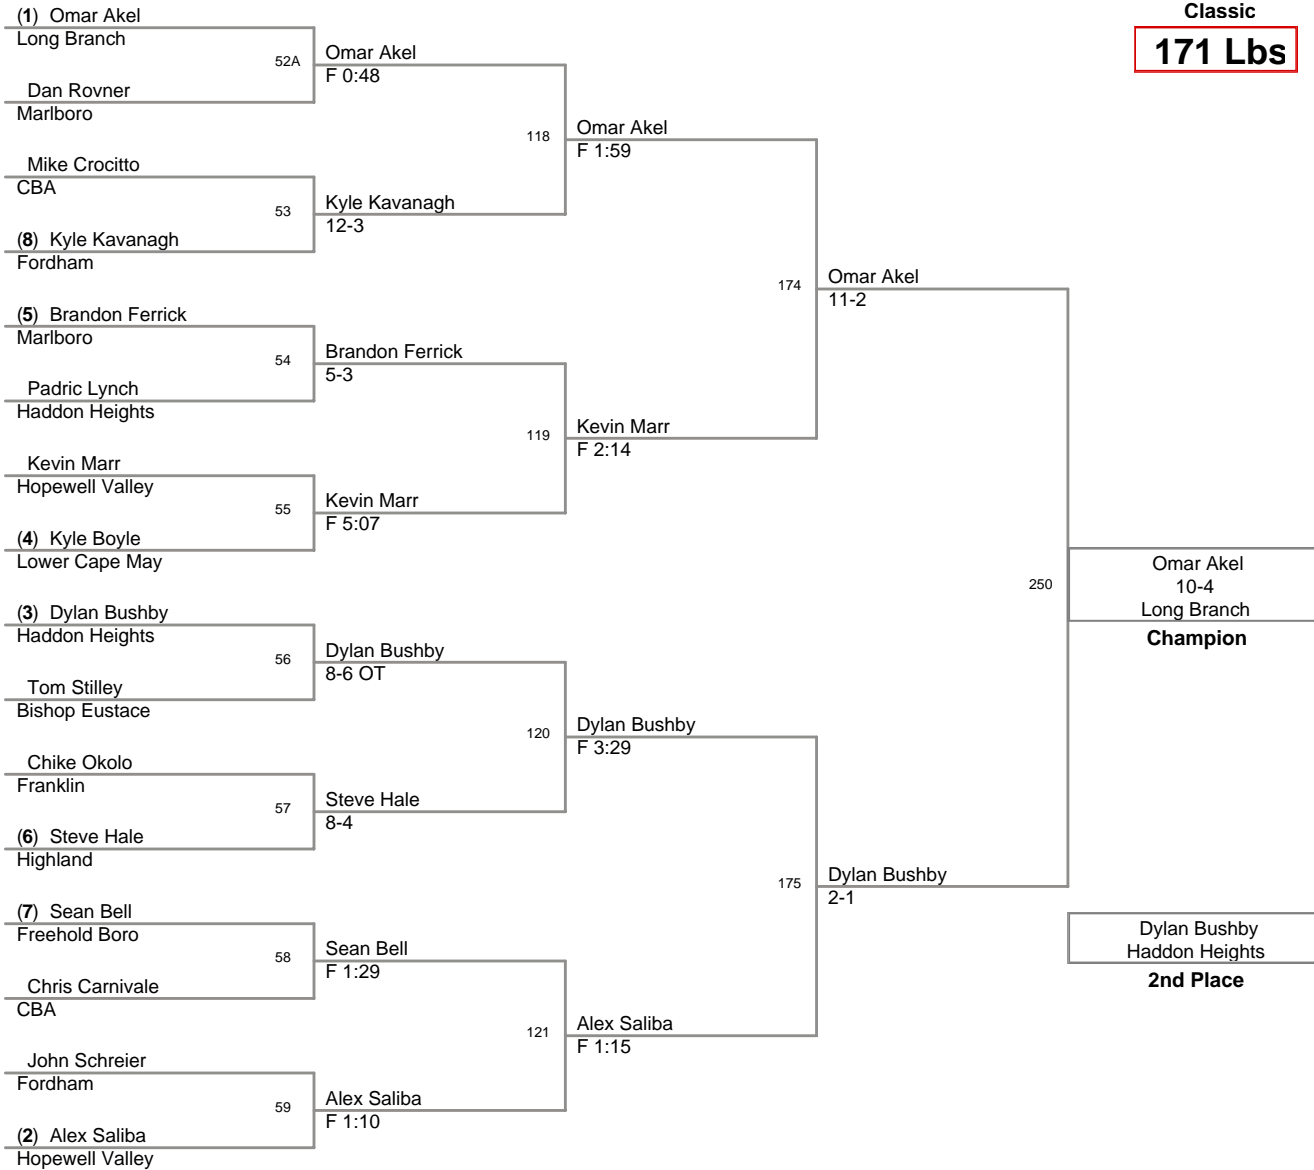 Classic
171 Lbs
(1) Omar Akel
Long Branch
52A
Dan Rovner
Marlboro
Omar Akel
F 0:48
Mike Crocitto
CBA
53
(8) Kyle Kavanagh
Fordham
Kyle Kavanagh
12-3
118
Omar Akel
F 1:59
(5) Brandon Ferrick
Marlboro
54
Padric Lynch
Haddon Heights
Brandon Ferrick
5-3
Kevin Marr
Hopewell Valley
55
(4) Kyle Boyle
Lower Cape May
Kevin Marr
F 5:07
119
Kevin Marr
F 2:14
174
Omar Akel
11-2
(3) Dylan Bushby
Haddon Heights
56
Tom Stilley
Bishop Eustace
Dylan Bushby
8-6 OT
Chike Okolo
Franklin
57
(6) Steve Hale
Highland
Steve Hale
8-4
120
Dylan Bushby
F 3:29
(7) Sean Bell
Freehold Boro
58
Chris Carnivale
CBA
Sean Bell
F 1:29
John Schreier
Fordham
59
(2) Alex Saliba
Hopewell Valley
Alex Saliba
F 1:10
121
Alex Saliba
F 1:15
175
Dylan Bushby
2-1
250
Omar Akel
10-4
Long Branch
Champion
Dylan Bushby
Haddon Heights
2nd Place